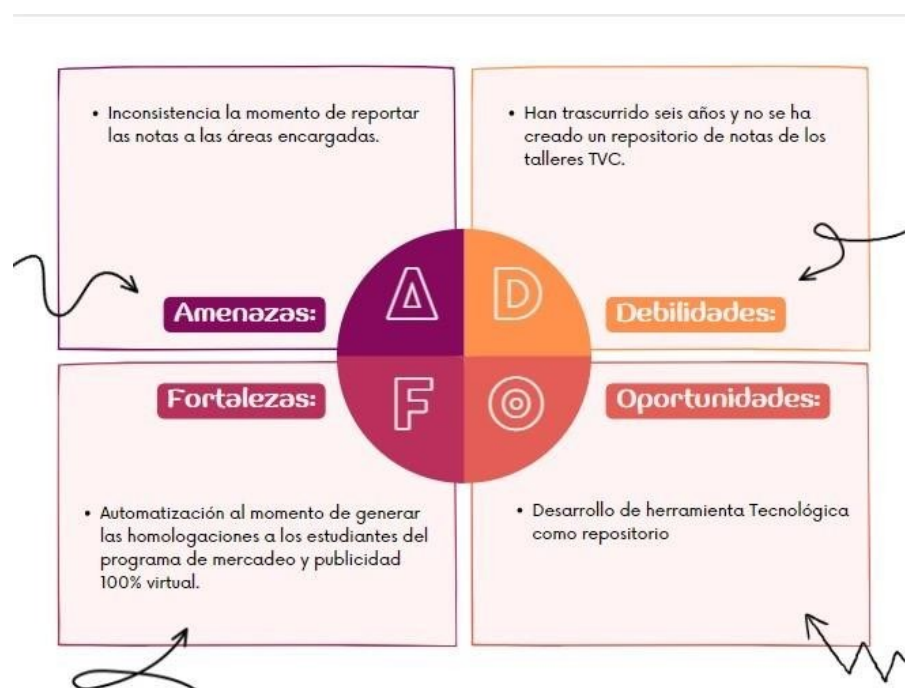 • Inconsistencia la momento de reportar
las notas a las áreas encargadas.
Amenazas:
• Han trascurrido seis años y no se ha
creado un repositorio de notas de los
talleres TVC.
Debilidades:
A
D
F
O
Fortalezas:
• Automatización al momento de generar
las homologaciones a los estudiantes del
programa de mercadeo y publicidad
100% virtual.
Oportunidades:
• Desarrollo de herramienta Tecnológica
como repositorio